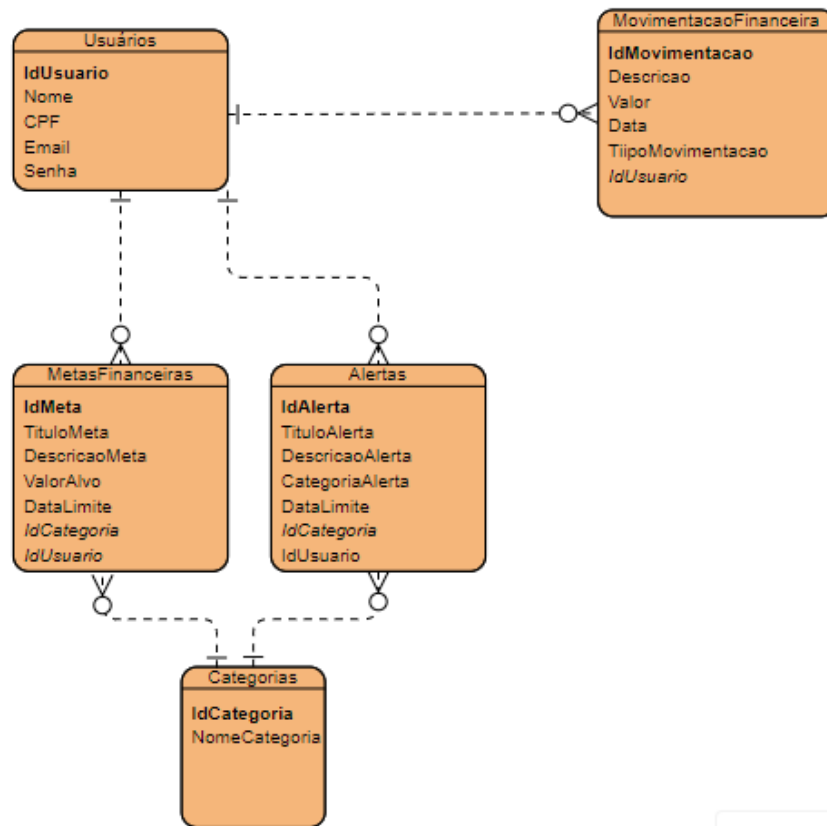 Usuários
IdUsuario
Nome
CPF
Email
Senha
MovimentacaoFinanceira
IdMovimentacao
Descricao
Valor
Data
TiipoMovimentacao
IdUsuario
MetasFinanceiras
IdMeta
TituloMeta
DescricaoMeta
ValorAlvo
DataLimite
IdCategoria
IdUsuario
Alertas
IdAlerta
TituloAlerta
DescricaoAlerta
CategoriaAlerta
DataLimite
IdCategoria
IdUsuario
Categorias
IdCategoria
NomeCategoria